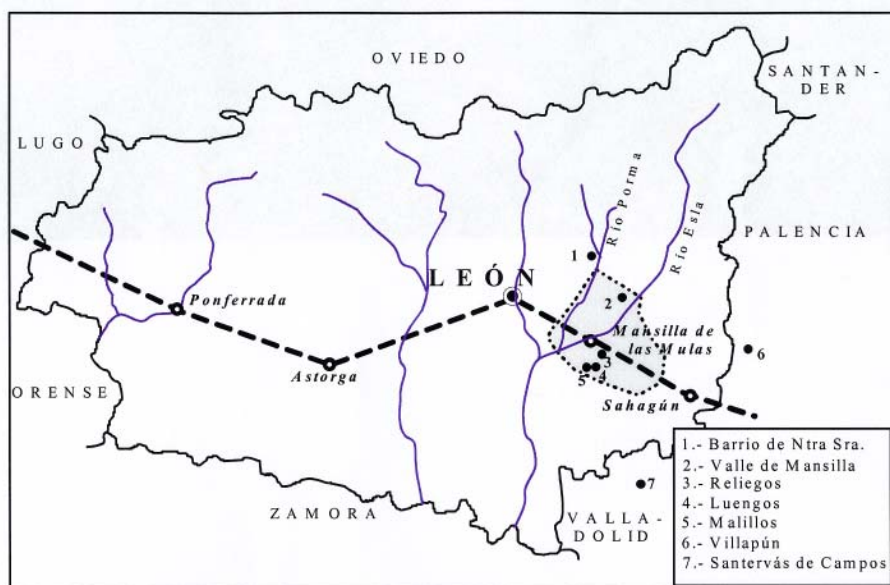 OVIEDO
SANTAN-
DER
LUGO
Río Porma
Río Esla
PALENCIA
1
LEÓN
2
Ponferrada
Mansilla de
las Mulas
3
6
Astorga
5 4
ORENSE
Sahagún
7
ZAMORA
VALLA-
DOLID
1.- Barrio de Ntra Sra.
2.- Valle de Mansilla
3.- Reliegos
4.- Luengos
5.- Malillos
6.- Villapún
7.- Santervás de Campos